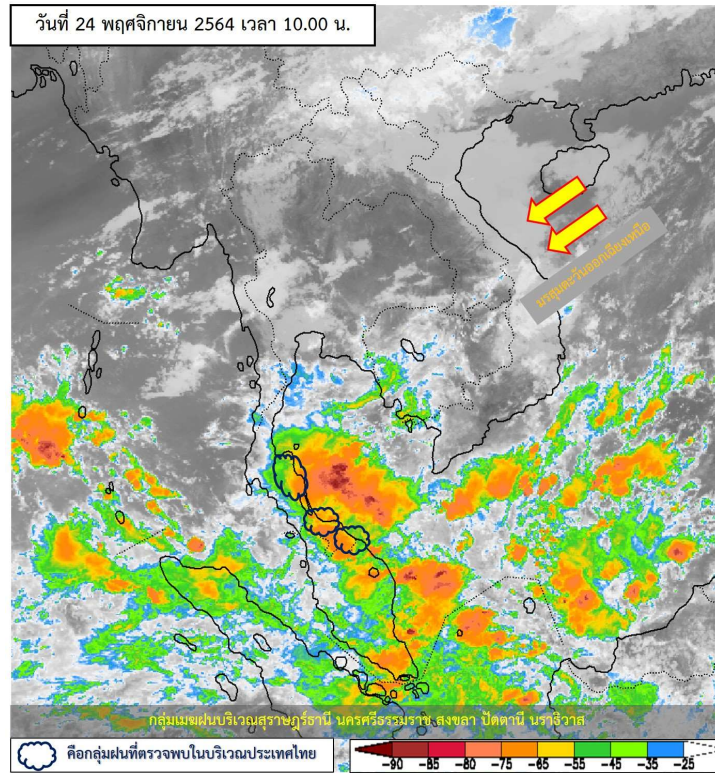 วันที่ 24 พฤศจิกายน 2564 เวลา 10.00 น.
มรสุมตะวันออกเฉียงเหนือ
กลุ่มเมฆฝนบริเวณสุราษฎร์ธานี นครศรีธรรมราช สงขลา ปัตตานี นราธิวาส
คือกลุ่มฝนที่ตรวจพบในบริเวณประเทศไทย
-90 -85 -80 -75 -65 -55 -45 -35 -25